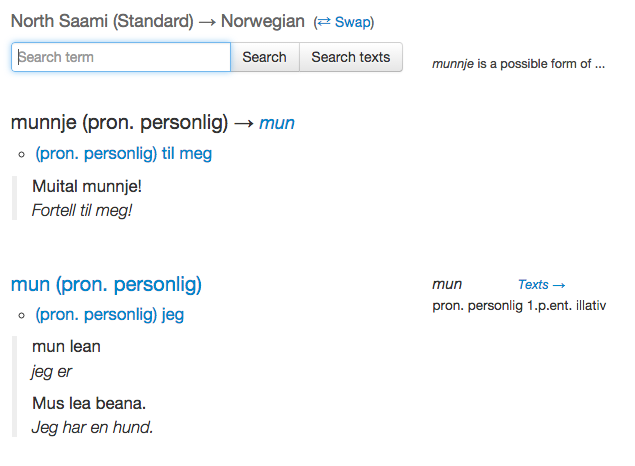 North Saami (Standard) → Norwegian (⇄ Swap)
Search term Search Search texts
munnje is a possible form of ...
munnje (pron. personlig) → mun
(pron. personlig) til meg
Muital munnje!
Fortell til meg!
mun (pron. personlig)
mun Texts →
pron. personlig 1.p.ent. illativ
(pron. personlig) jeg
mun lean
jeg er
Mus lea beana.
Jeg har en hund.